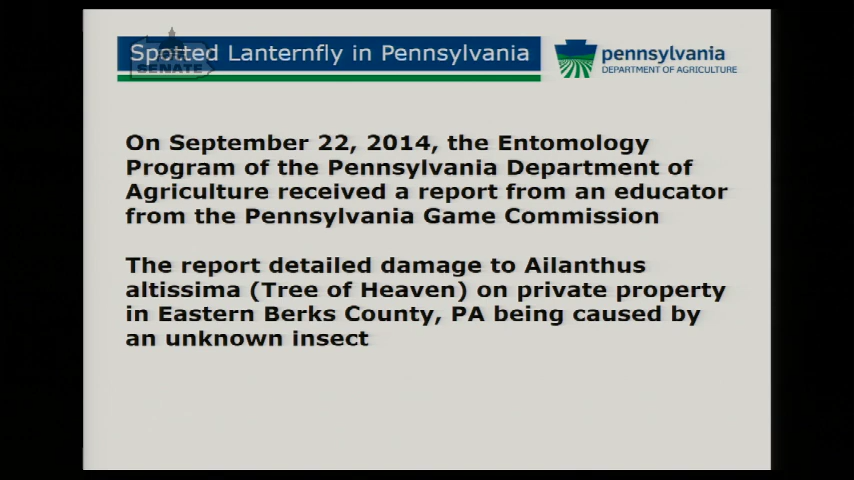 Spotted Lanternfly in Pennsylvania
SENATE
pennsylvania
DEPARTMENT OF AGRICULTURE
On September 22, 2014, the Entomology
Program of the Pennsylvania Department of
Agriculture received a report from an educator
from the Pennsylvania Game Commission
The report detailed damage to Ailanthus
altissima (Tree of Heaven) on private property
in Eastern Berks County, PA being caused by
an unknown insect